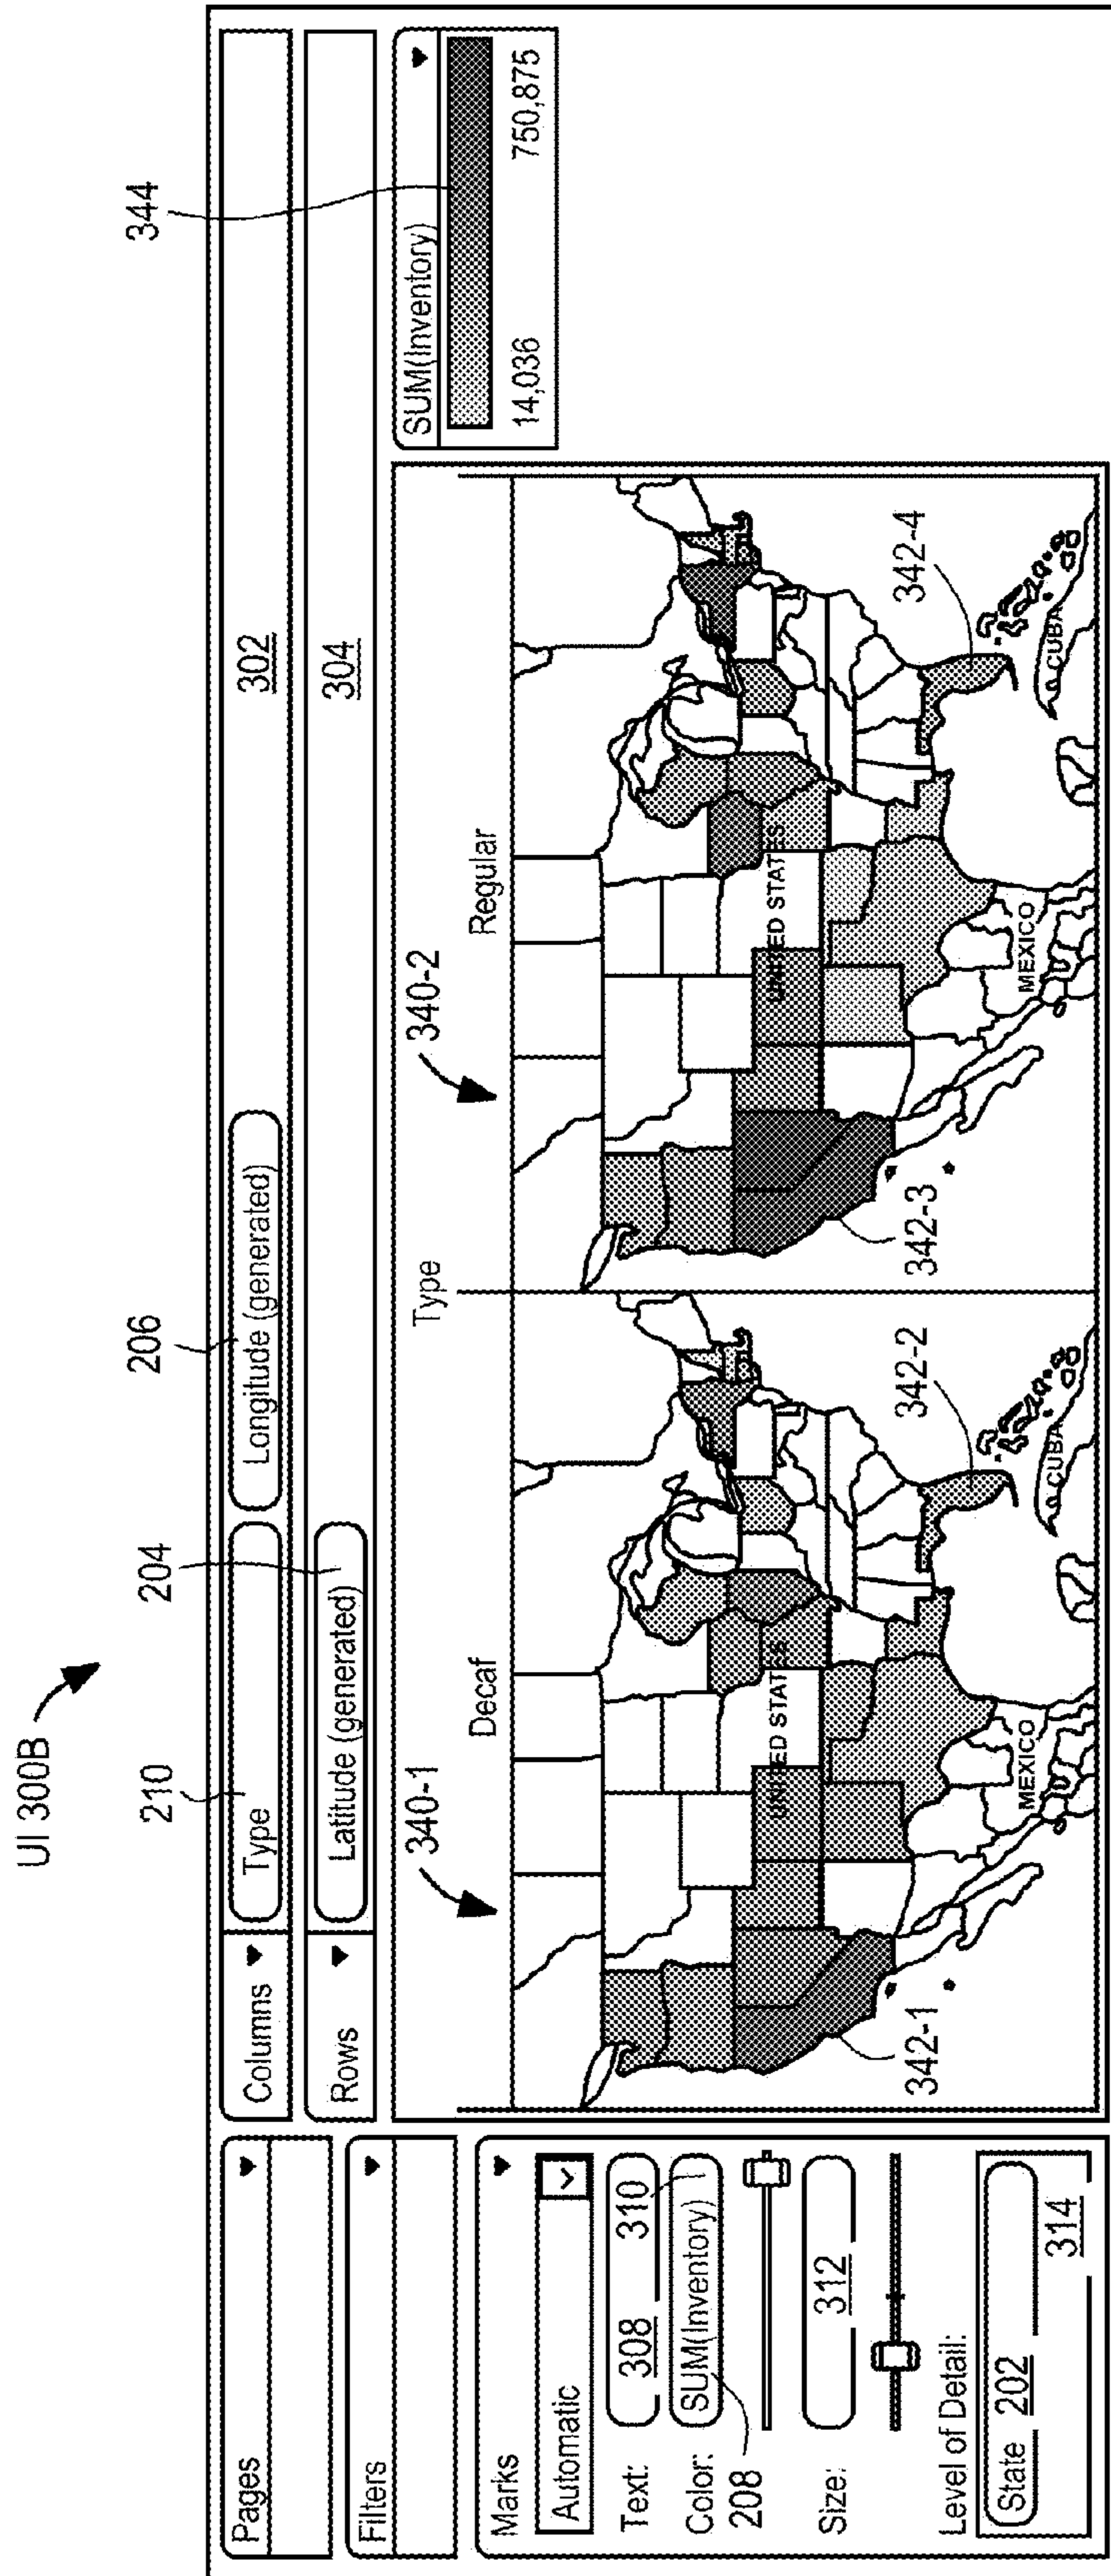 UI 300B
210
204
206
344
Pages
Filters
Marks
Automatic
Text:
308
310
Color:
SUM(Inventory)
208
Size:
312
Level of Detail:
State 202
314
Columns
Type
Longitude (generated)
302
Rows
Latitude (generated)
304
Type
340-1
Decaf
340-2
Regular
UNITED STATES
UNITED STATES
MEXICO
MEXICO
CUBA
CUBA
342-1
342-2
342-3
342-4
SUM(Inventory)
14,036
750,875